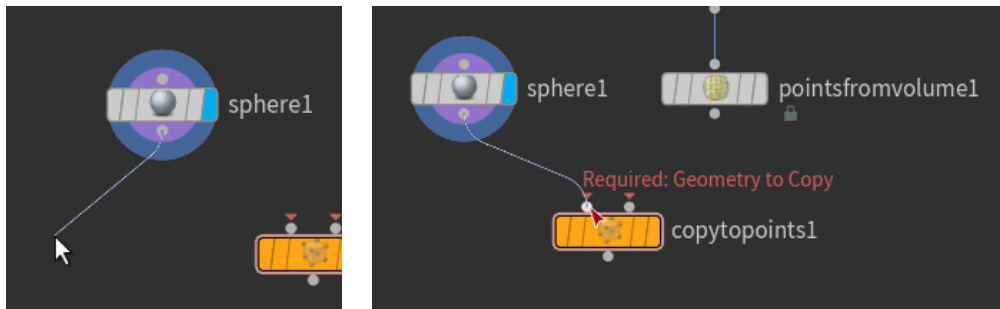 sphere1
sphere1
pointsfromvolume1
Required: Geometry to Copy
copytopoints1